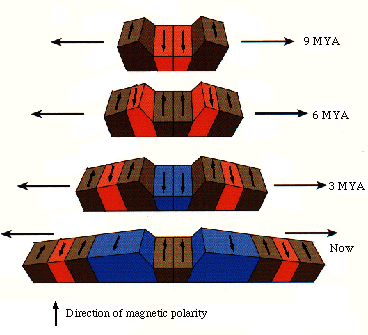 9 MYA
6 MYA
3 MYA
Now
Direction of magnetic polarity